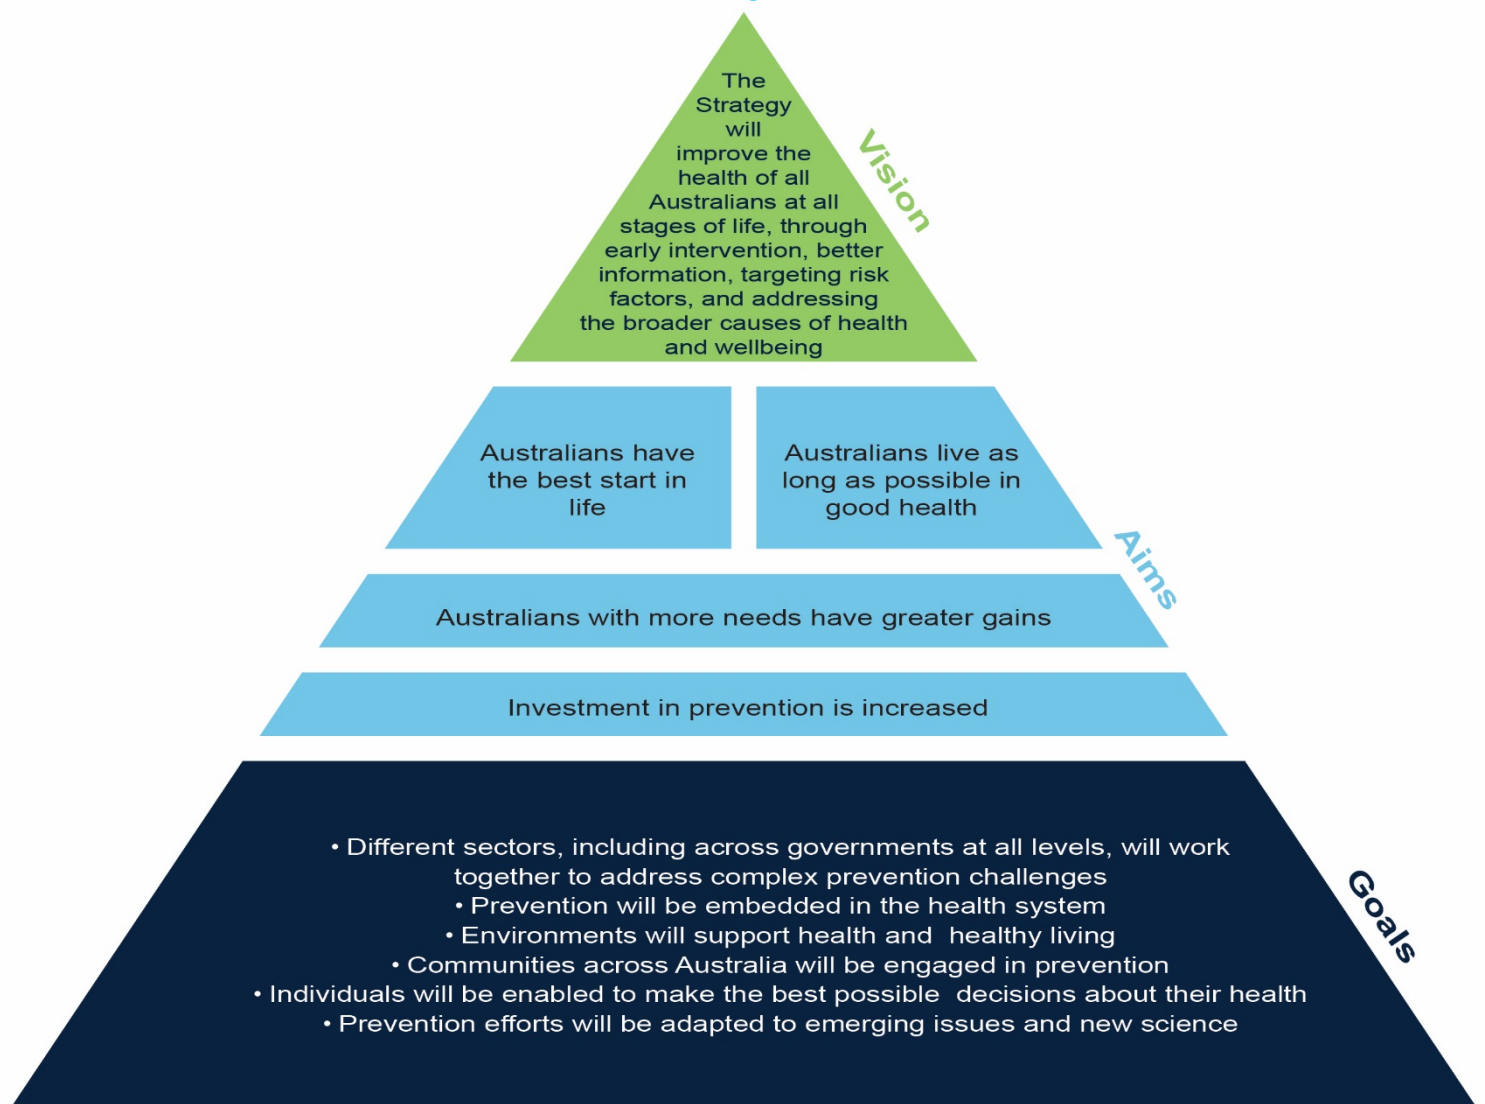 The
Strategy
will
improve the
health of all
Australians at all
stages of life, through
early intervention, better
information, targeting risk
factors, and addressing
the broader causes of health
and wellbeing
Vision
Australians have
the best start in
life
Australians live as
long as possible in
good health
Aims
Australians with more needs have greater gains
Investment in prevention is increased
• Different sectors, including across governments at all levels, will work
together to address complex prevention challenges
• Prevention will be embedded in the health system
• Environments will support health and  healthy living
• Communities across Australia will be engaged in prevention
• Individuals will be enabled to make the best possible  decisions about their health
• Prevention efforts will be adapted to emerging issues and new science
Goals